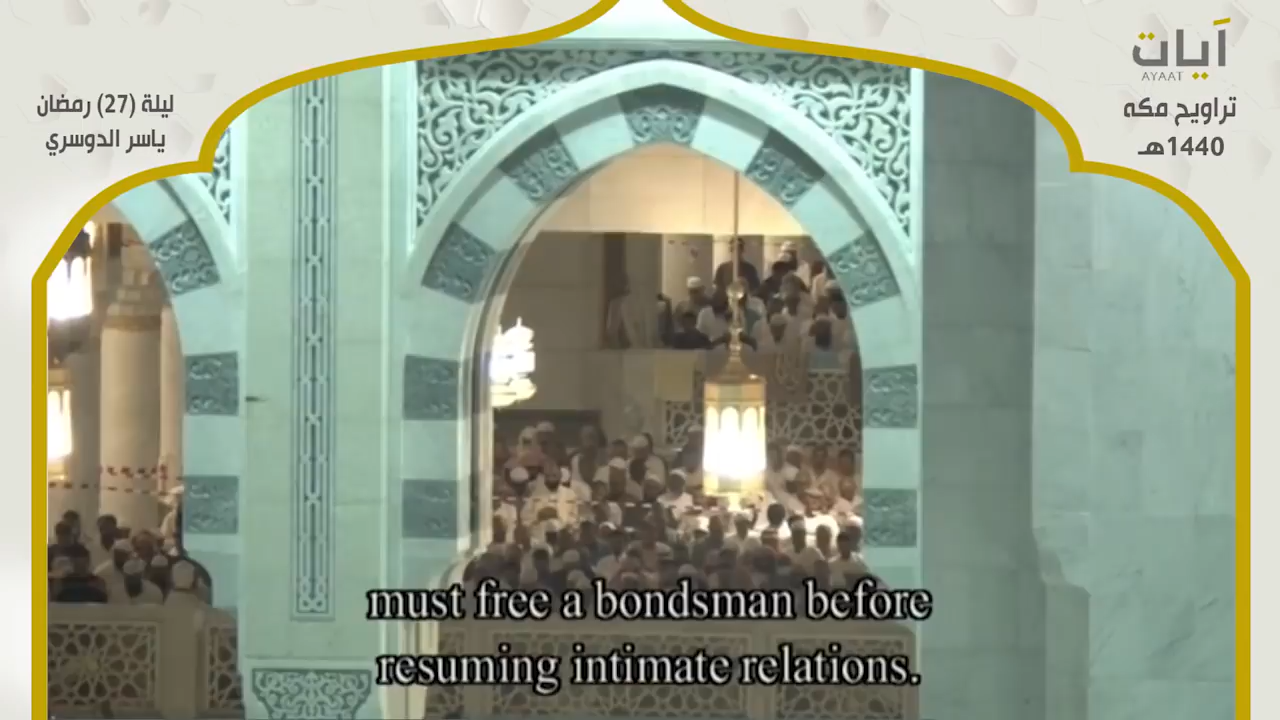 آيات
AYAAT
تراويح مكه
1440هـ
ليلة (27) رمضان
ياسر الدوسري
must free a bondsman before
resuming intimate relations.